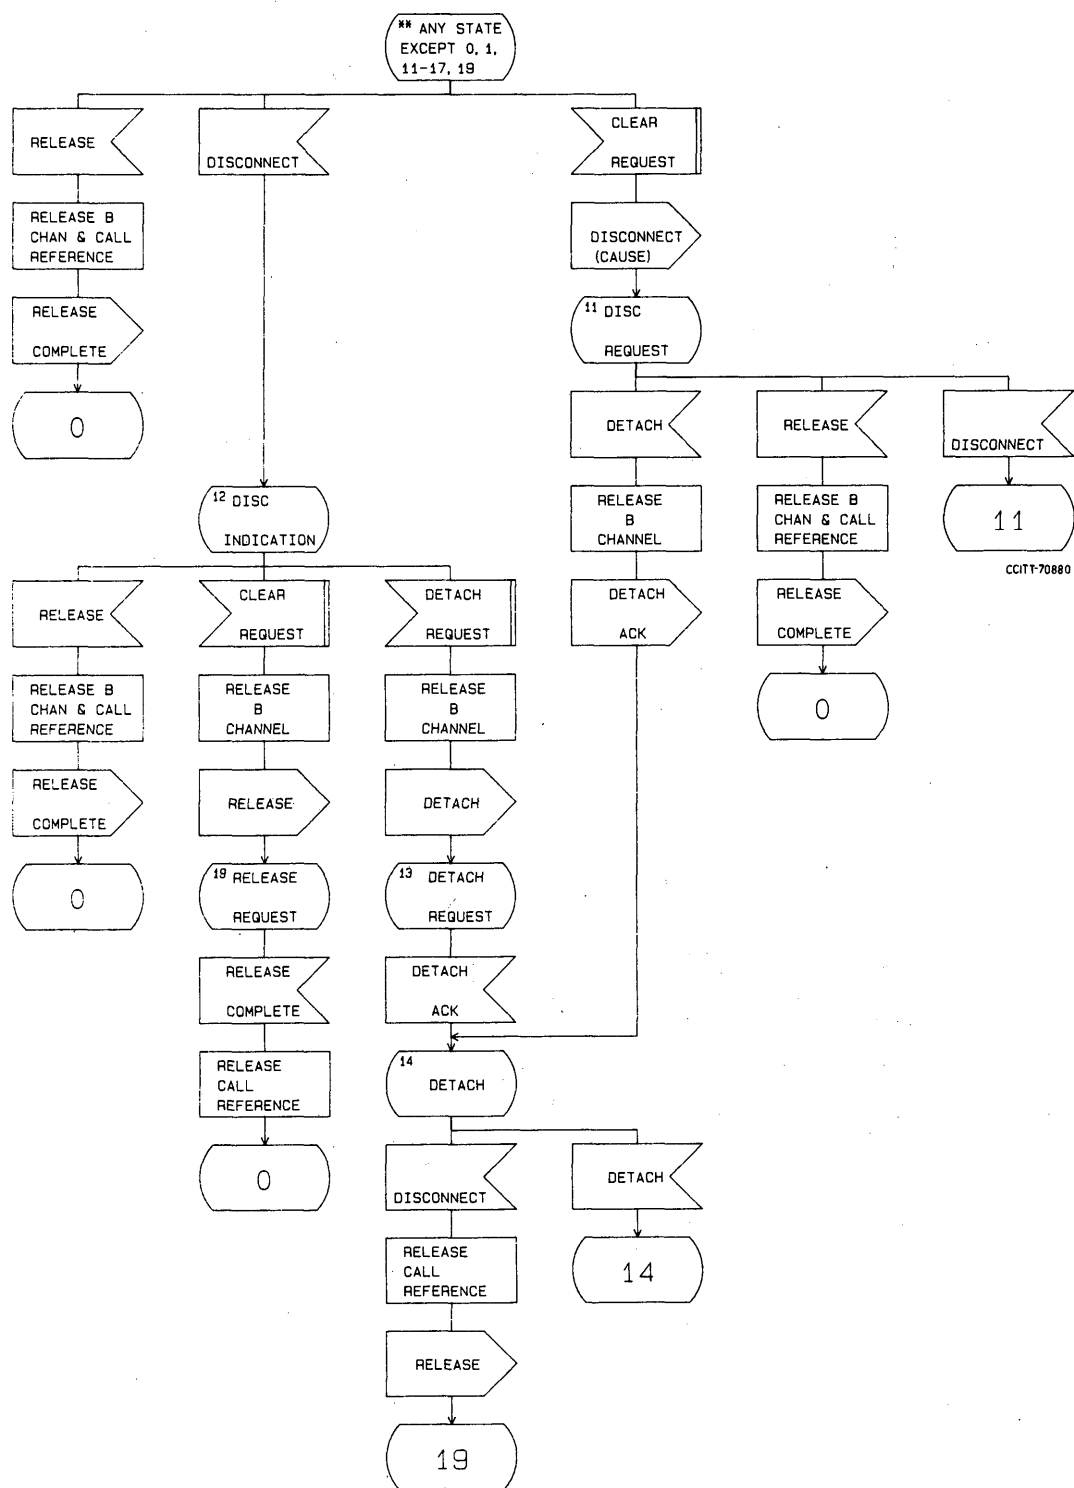 ** ANY STATE
EXCEPT 0, 1,
11-17, 19
RELEASE
DISCONNECT
CLEAR
REQUEST
RELEASE B
CHAN & CALL
REFERENCE
DISCONNECT
(CAUSE)
RELEASE
COMPLETE
11 DISC
REQUEST
0
DETACH
RELEASE
DISCONNECT
12 DISC
INDICATION
RELEASE
B
CHANNEL
RELEASE B
CHAN & CALL
REFERENCE
11
CCITT-70880
RELEASE
CLEAR
REQUEST
DETACH
REQUEST
DETACH
ACK
RELEASE
COMPLETE
RELEASE B
CHAN & CALL
REFERENCE
RELEASE
B
CHANNEL
RELEASE
B
CHANNEL
0
RELEASE
COMPLETE
RELEASE
DETACH
0
19 RELEASE
REQUEST
13 DETACH
REQUEST
RELEASE
COMPLETE
DETACH
ACK
RELEASE
CALL
REFERENCE
14
DETACH
0
DISCONNECT
DETACH
RELEASE
CALL
REFERENCE
14
RELEASE
19